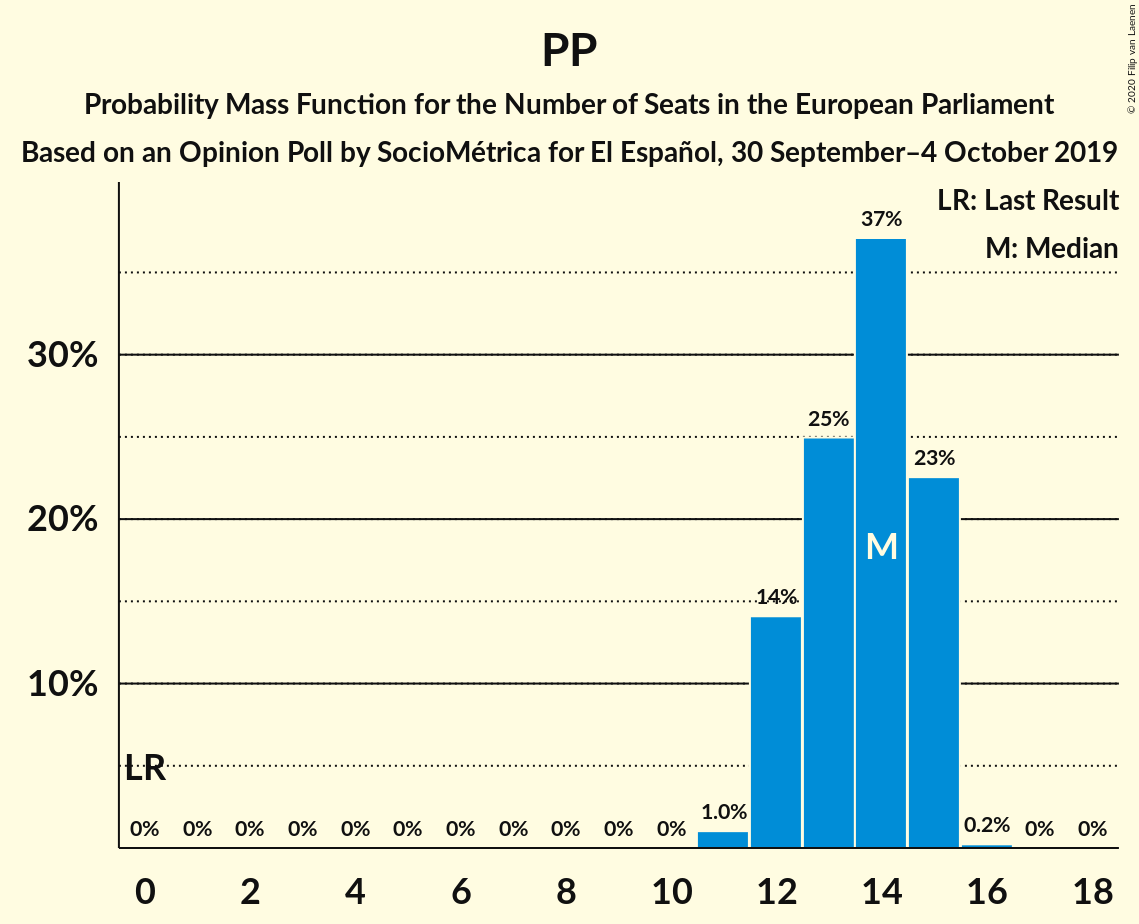 PP
Probability Mass Function for the Number of Seats in the European Parliament
Based on an Opinion Poll by SocioMétrica for El Español, 30 September–4 October 2019
© 2020 Filip van Laenen
LR: Last Result
M: Median
37%
30%
25%
23%
20%
M
14%
10%
LR
1.0%
0.2%
0% 0% 0% 0% 0% 0% 0% 0% 0% 0% 0% 0% 0%
0 2 4 6 8 10 12 14 16 18